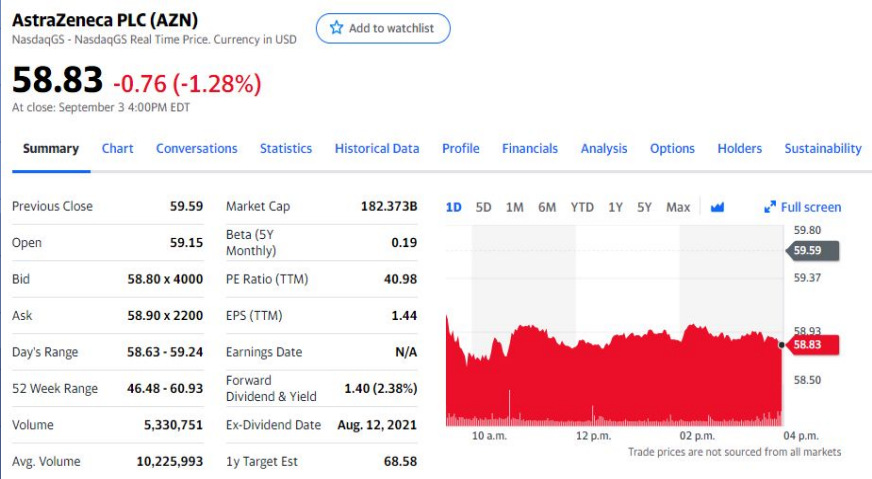 AstraZeneca PLC (AZN)
Add to watchlist
NasdaqGS - NasdaqGS Real Time Price. Currency in USD
58.83 -0.76 (-1.28%)
At close: September 3 4:00PM EDT
Summary Chart Conversations Statistics Historical Data Profile Financials Analysis Options Holders Sustainability
Previous Close 59.59
Open 59.15
Bid 58.80 x 4000
Ask 58.90 x 2200
Day's Range 58.63 - 59.24
52 Week Range 46.48 - 60.93
Volume 5,330,751
Avg. Volume 10,225,993
Market Cap 182.373B
Beta (5Y
Monthly) 0.19
PE Ratio (TTM) 40.98
EPS (TTM) 1.44
Earnings Date N/A
Forward
Dividend & Yield 1.40 (2.38%)
Ex-Dividend Date Aug. 12, 2021
1y Target Est 68.58
1D 5D 1M 6M YTD 1Y 5Y Max Full screen
59.80
59.59
59.37
58.93
58.83
58.50
10 a.m. 12 p.m. 02 p.m. 04 p.m.
Trade prices are not sourced from all markets